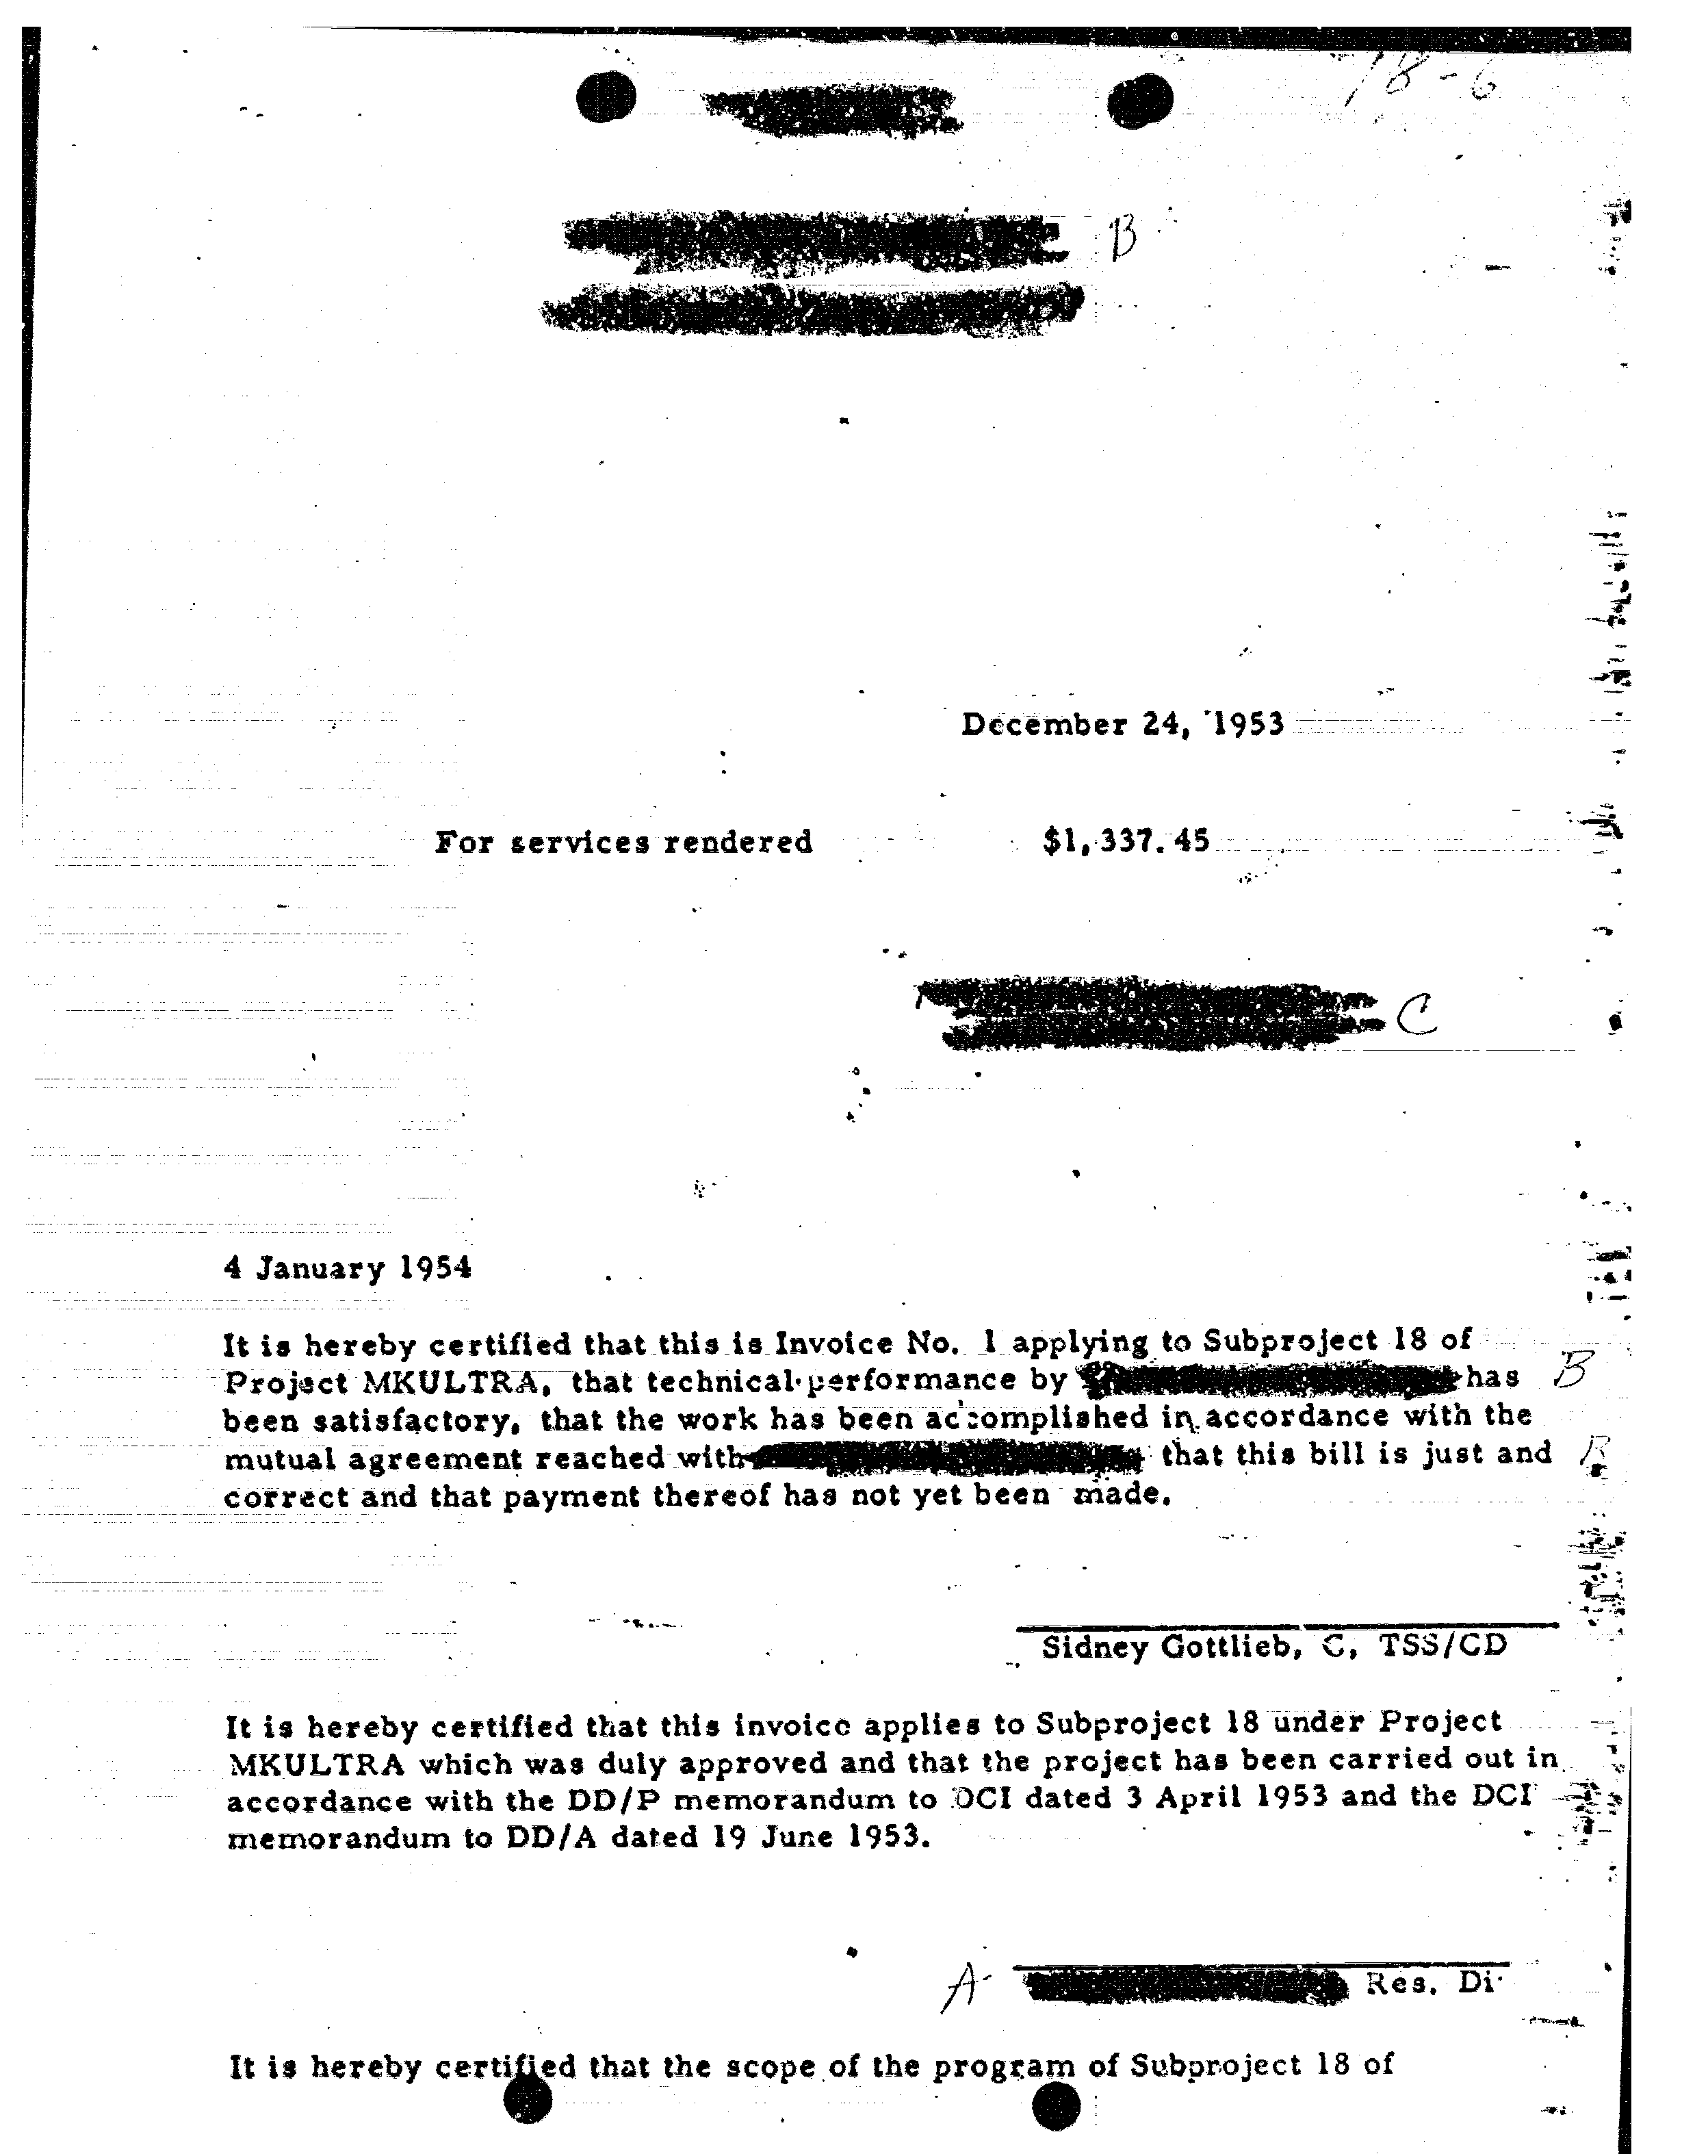 18-6
B
December 24, 1953
For services rendered $1,337.45
C
4 January 1954
It is hereby certified that this is Invoice No. 1 applying to Subproject 18 of
Project MKULTRA, that technical performance by has B
been satisfactory, that the work has been accomplished in accordance with the
mutual agreement reached with that this bill is just and B
correct and that payment thereof has not yet been made.
Sidney Gottlieb, C, TSS/CD
It is hereby certified that this invoice applies to Subproject 18 under Project
MKULTRA which was duly approved and that the project has been carried out in
accordance with the DD/P memorandum to DCI dated 3 April 1953 and the DCI
memorandum to DD/A dated 19 June 1953.
A Res. Di
It is hereby certified that the scope of the program of Subproject 18 of